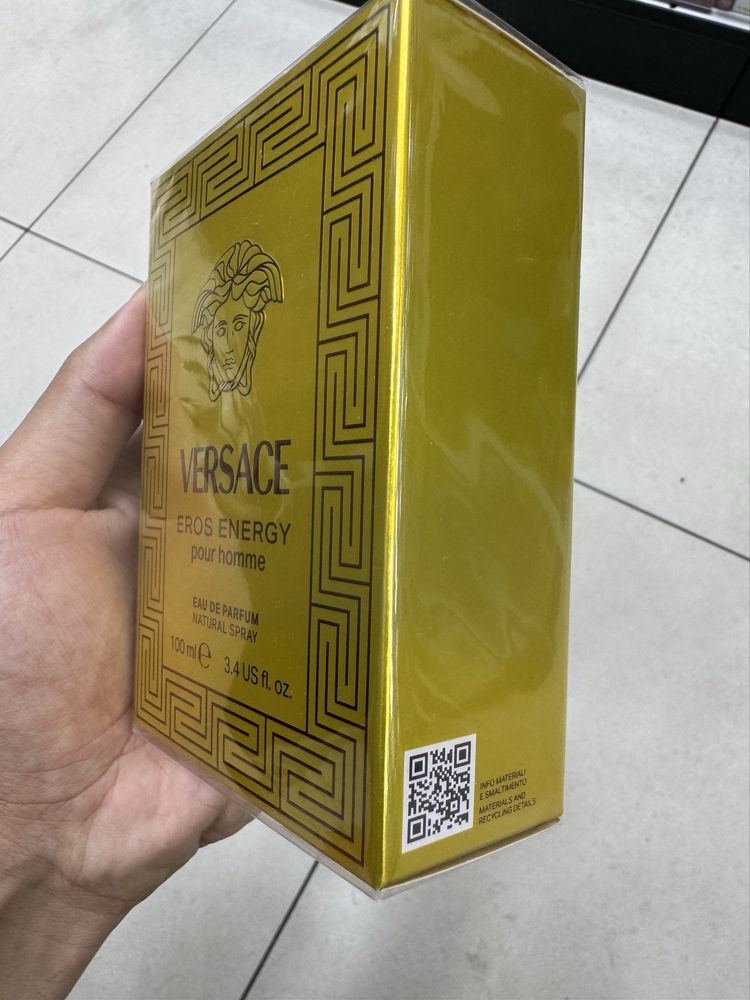 VERSACE
EROS ENERGY
pour homme
EAU DE PARFUM
NATURAL SPRAY
100 ml ℮ 3.4 US fl. oz.
INFO MATERIALI
E SMALTIMENTO
MATERIALS AND
RECYCLING DETAILS